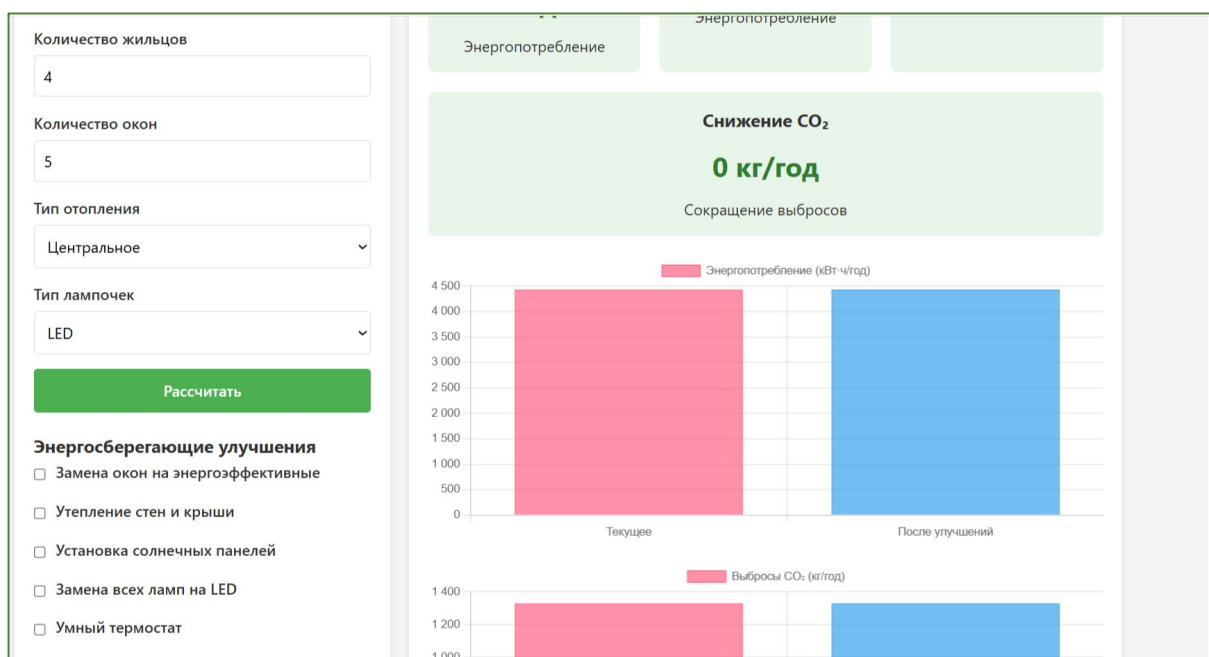 Количество жильцов
4
Количество окон
5
Тип отопления
Центральное
Тип лампочек
LED
Рассчитать
Энергосберегающие улучшения
Замена окон на энергоэффективные
Утепление стен и крыши
Установка солнечных панелей
Замена всех ламп на LED
Умный термостат
Энергопотребление
Энергопотребление
Снижение CO₂
0 кг/год
Сокращение выбросов
Энергопотребление (кВт·ч/год)
4 500
4 000
3 500
3 000
2 500
2 000
1 500
1 000
500
0
Текущее
После улучшений
Выбросы CO₂ (кг/год)
1 400
1 200
1 000